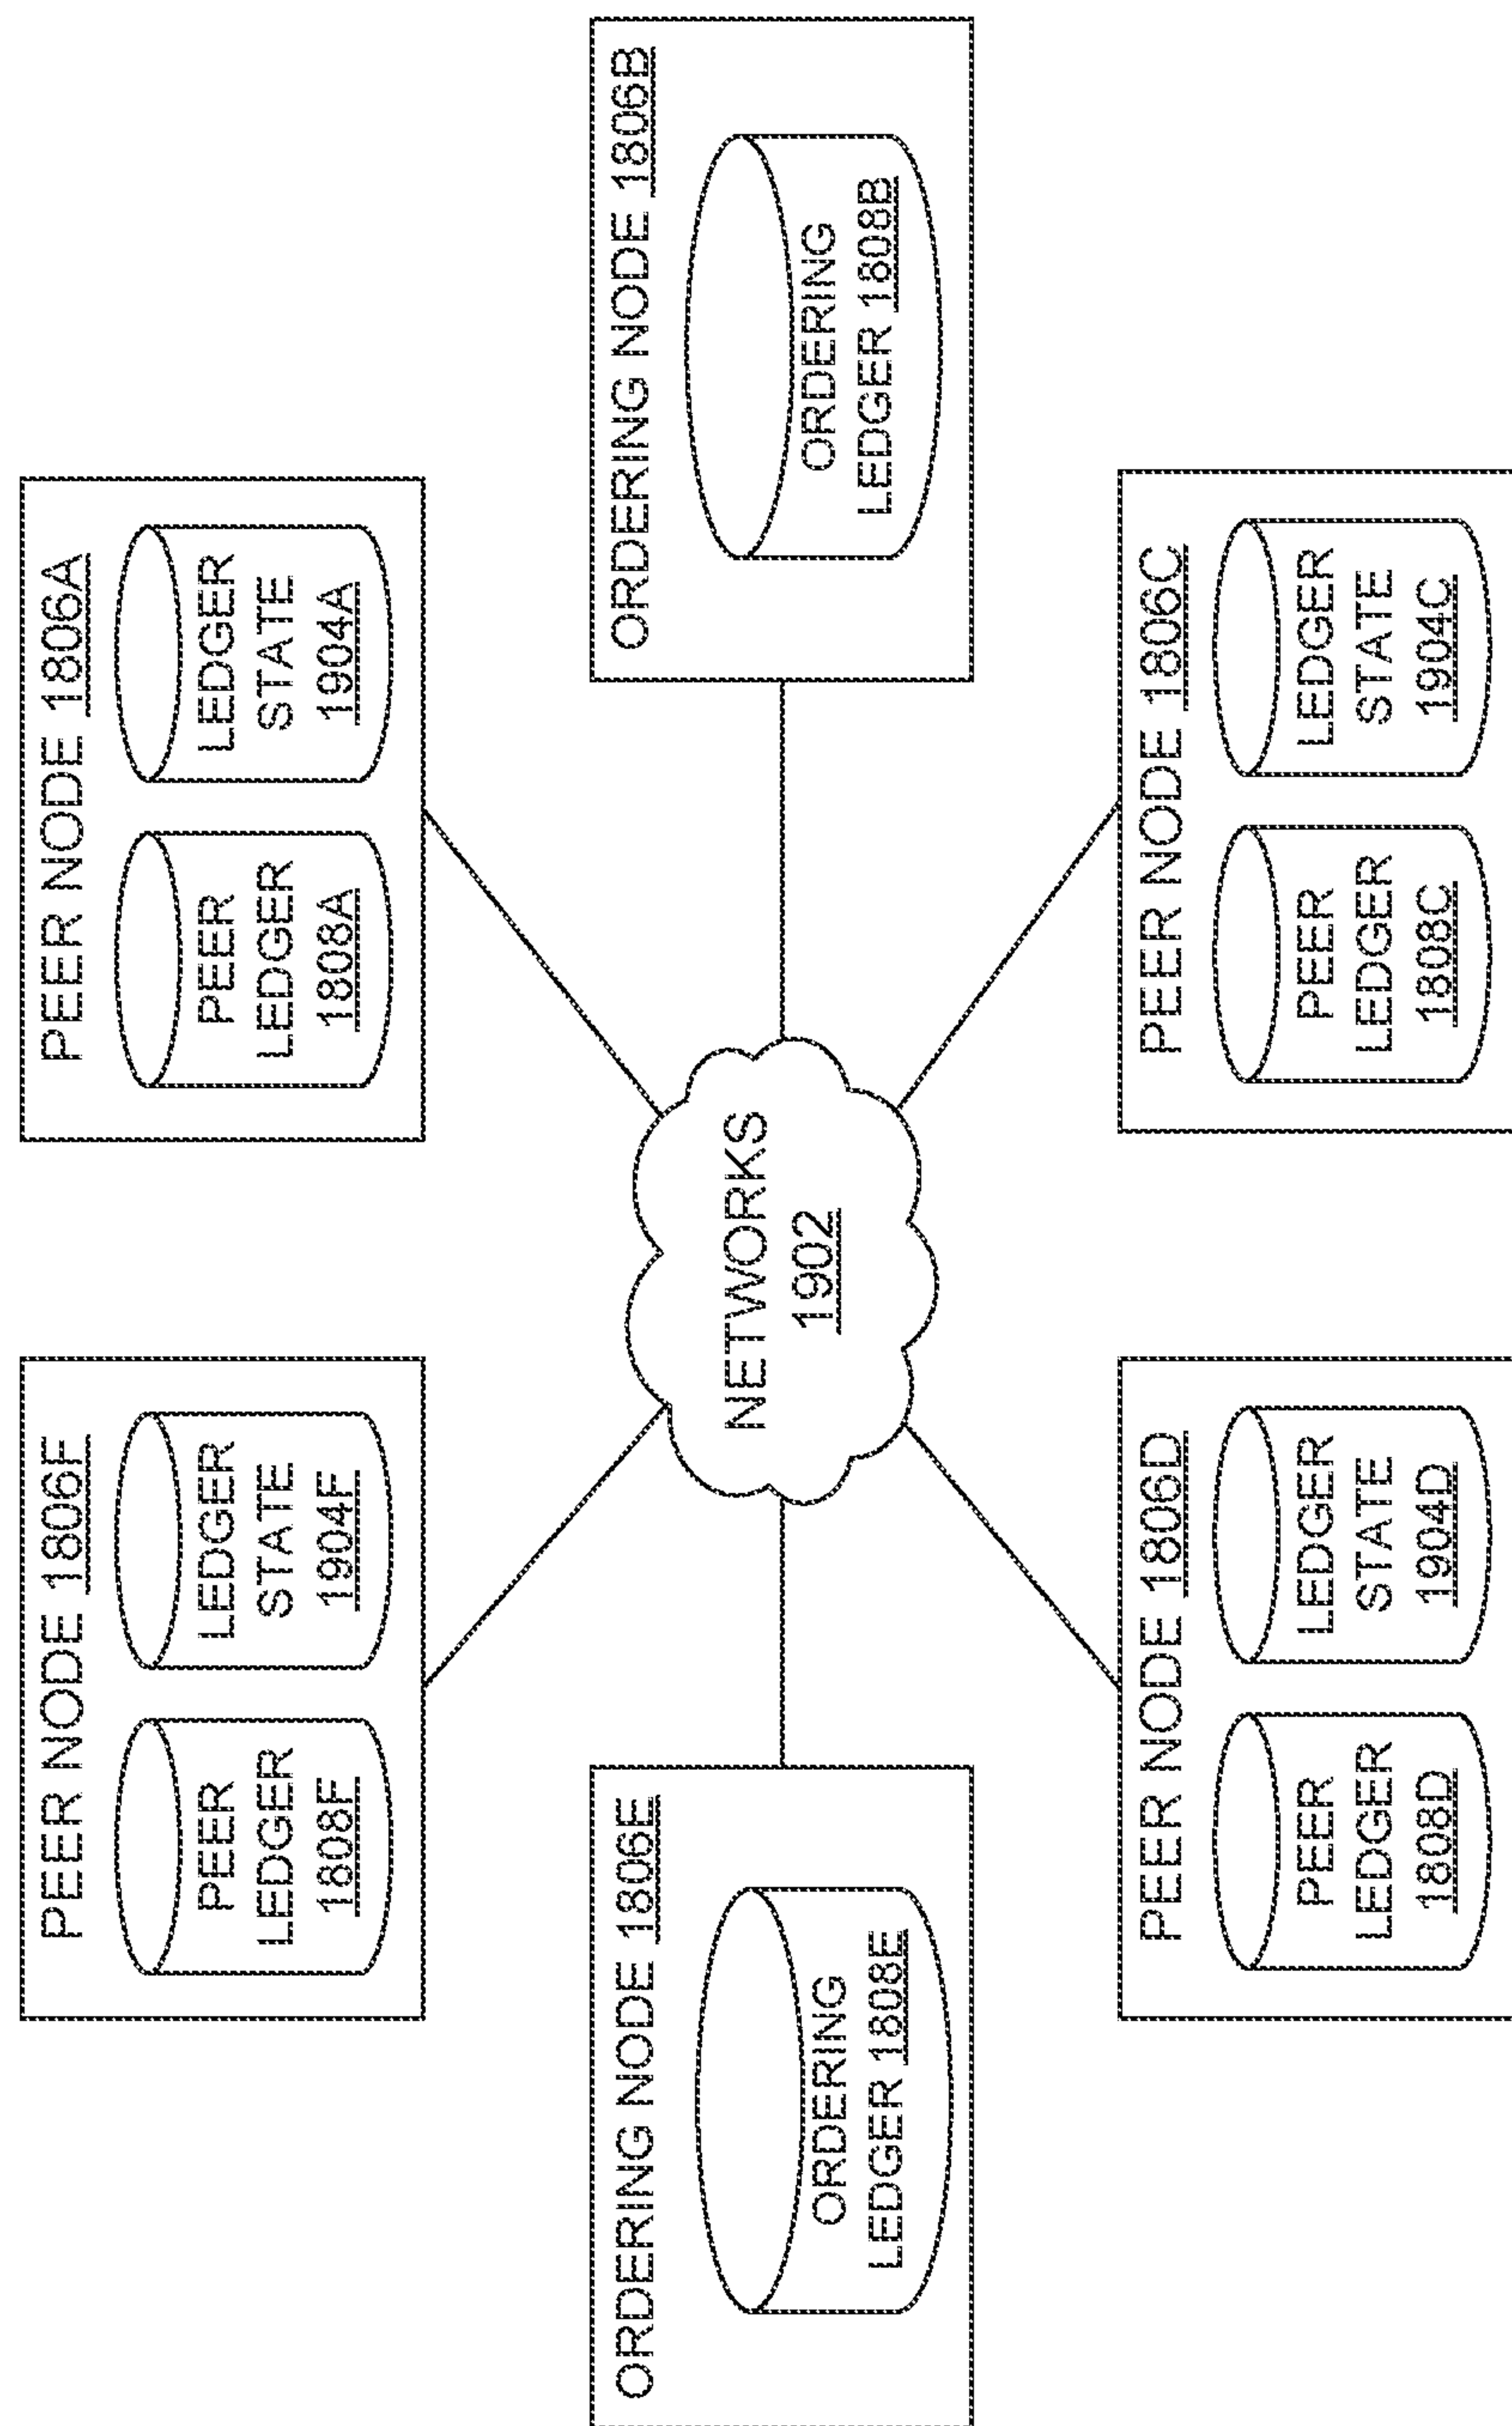 PEER NODE 1806F
PEER
LEDGER
1808F
LEDGER
STATE
1904F
PEER NODE 1806A
PEER
LEDGER
1808A
LEDGER
STATE
1904A
ORDERING NODE 1806E
ORDERING
LEDGER 1808E
NETWORKS
1902
ORDERING NODE 1806B
ORDERING
LEDGER 1808B
PEER NODE 1806D
PEER
LEDGER
1808D
LEDGER
STATE
1904D
PEER NODE 1806C
PEER
LEDGER
1808C
LEDGER
STATE
1904C